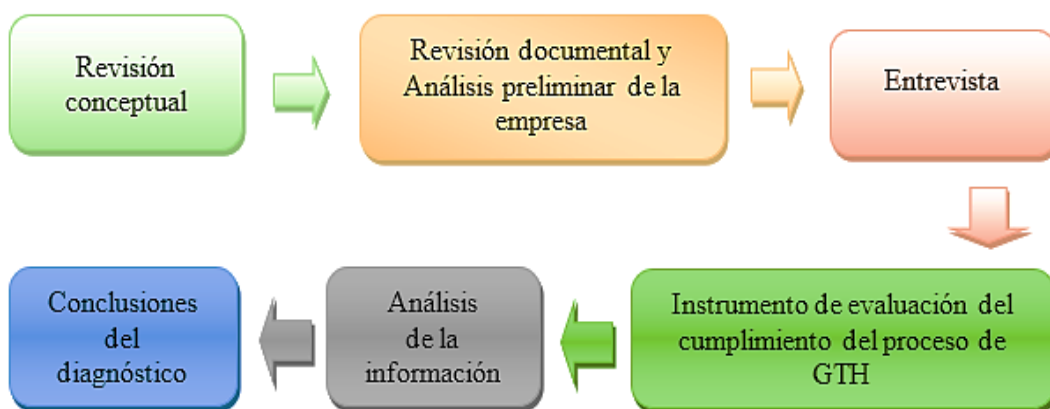 Revisión
conceptual
Revisión documental y
Análisis preliminar de la
empresa
Entrevista
Instrumento de evaluación del
cumplimiento del proceso de
GTH
Análisis
de la
información
Conclusiones
del
diagnóstico